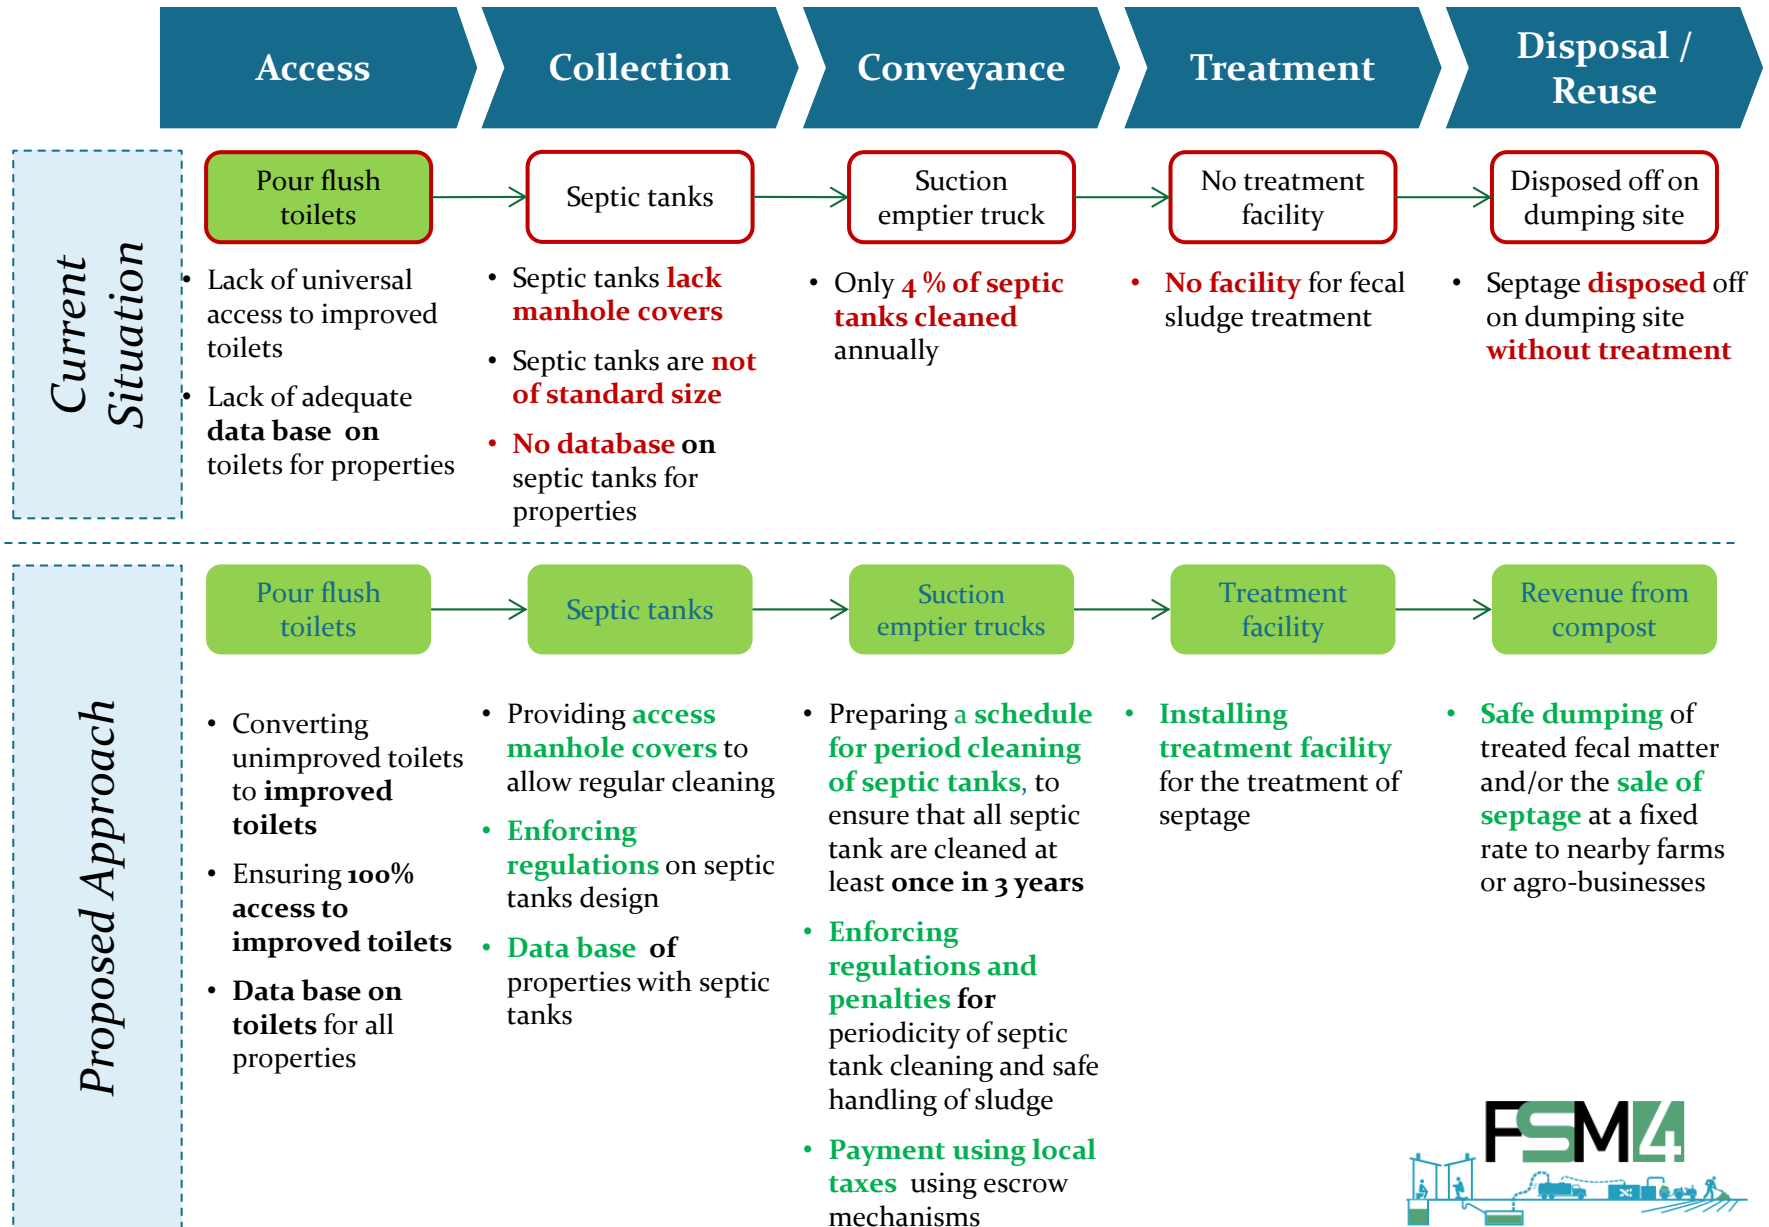 Access
Collection
Conveyance
Treatment
Disposal /
Reuse
Current
Situation
Pour flush
toilets
Septic tanks
Suction
emptier truck
No treatment
facility
Disposed off on
dumping site
• Lack of universal
access to improved
toilets
• Lack of adequate
data base on
toilets for properties
• Septic tanks lack
manhole covers
• Septic tanks are not
of standard size
• No database on
septic tanks for
properties
• Only 4 % of septic
tanks cleaned
annually
• No facility for fecal
sludge treatment
• Septage disposed off
on dumping site
without treatment
Proposed Approach
Pour flush
toilets
Septic tanks
Suction
emptier trucks
Treatment
facility
Revenue from
compost
• Converting
unimproved toilets
to improved
toilets
• Ensuring 100%
access to
improved toilets
• Data base on
toilets for all
properties
• Providing access
manhole covers to
allow regular cleaning
• Enforcing
regulations on septic
tanks design
• Data base of
properties with septic
tanks
• Preparing a schedule
for period cleaning
of septic tanks, to
ensure that all septic
tank are cleaned at
least once in 3 years
• Enforcing
regulations and
penalties for
periodicity of septic
tank cleaning and safe
handling of sludge
• Payment using local
taxes using escrow
mechanisms
• Installing
treatment facility
for the treatment of
septage
• Safe dumping of
treated fecal matter
and/or the sale of
septage at a fixed
rate to nearby farms
or agro-businesses
FSM4